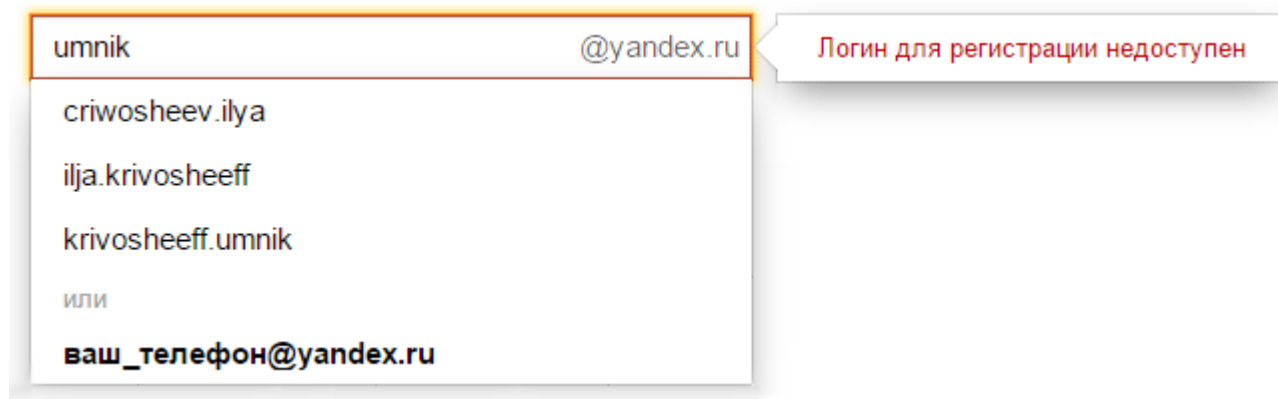 umnik @yandex.ru Логин для регистрации недоступен
criwosheev.ilya
ilja.krivosheeff
krivosheeff.umnik
или
ваш_телефон@yandex.ru